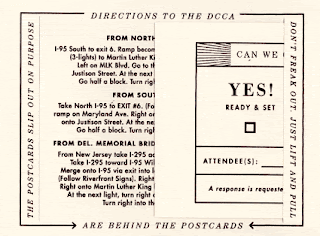 DIRECTIONS TO THE DCCA
THE POSTCARDS SLIP OUT ON PURPOSE
FROM NORTH
I-95 South to exit 6. Ramp becom
(3-lights) to Martin Luther Ki
Left on MLK Blvd. Go to th
Justison Street. At the next
Go half a block. Turn righ
FROM SOUT
Take North I-95 to EXIT #6. (Fo
ramp on Maryland Ave. Right on
onto Justison Street. At the ne
Go half a block. Turn righ
FROM DEL. MEMORIAL BRID
From New Jersey take I-295 ac
Take I-295 toward I-95 Wil
Merge onto I-95 via exit into l
(Follow Riverfront Signs). Right
Right onto Martin Luther King
At the next light, turn right
Turn right into th
CAN WE
YES!
READY & SET
ATTENDEE(S):
A response is requeste
DON'T FREAK OUT. JUST LIFT AND PULL
ARE BEHIND THE POSTCARDS